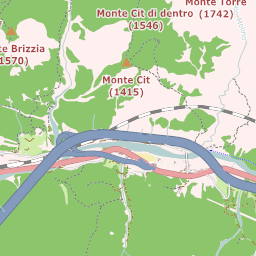 Monte Cit di dentro
(1546)
Monte Torre
(1742)
te Brizzia
1570)
Monte Cit
(1415)